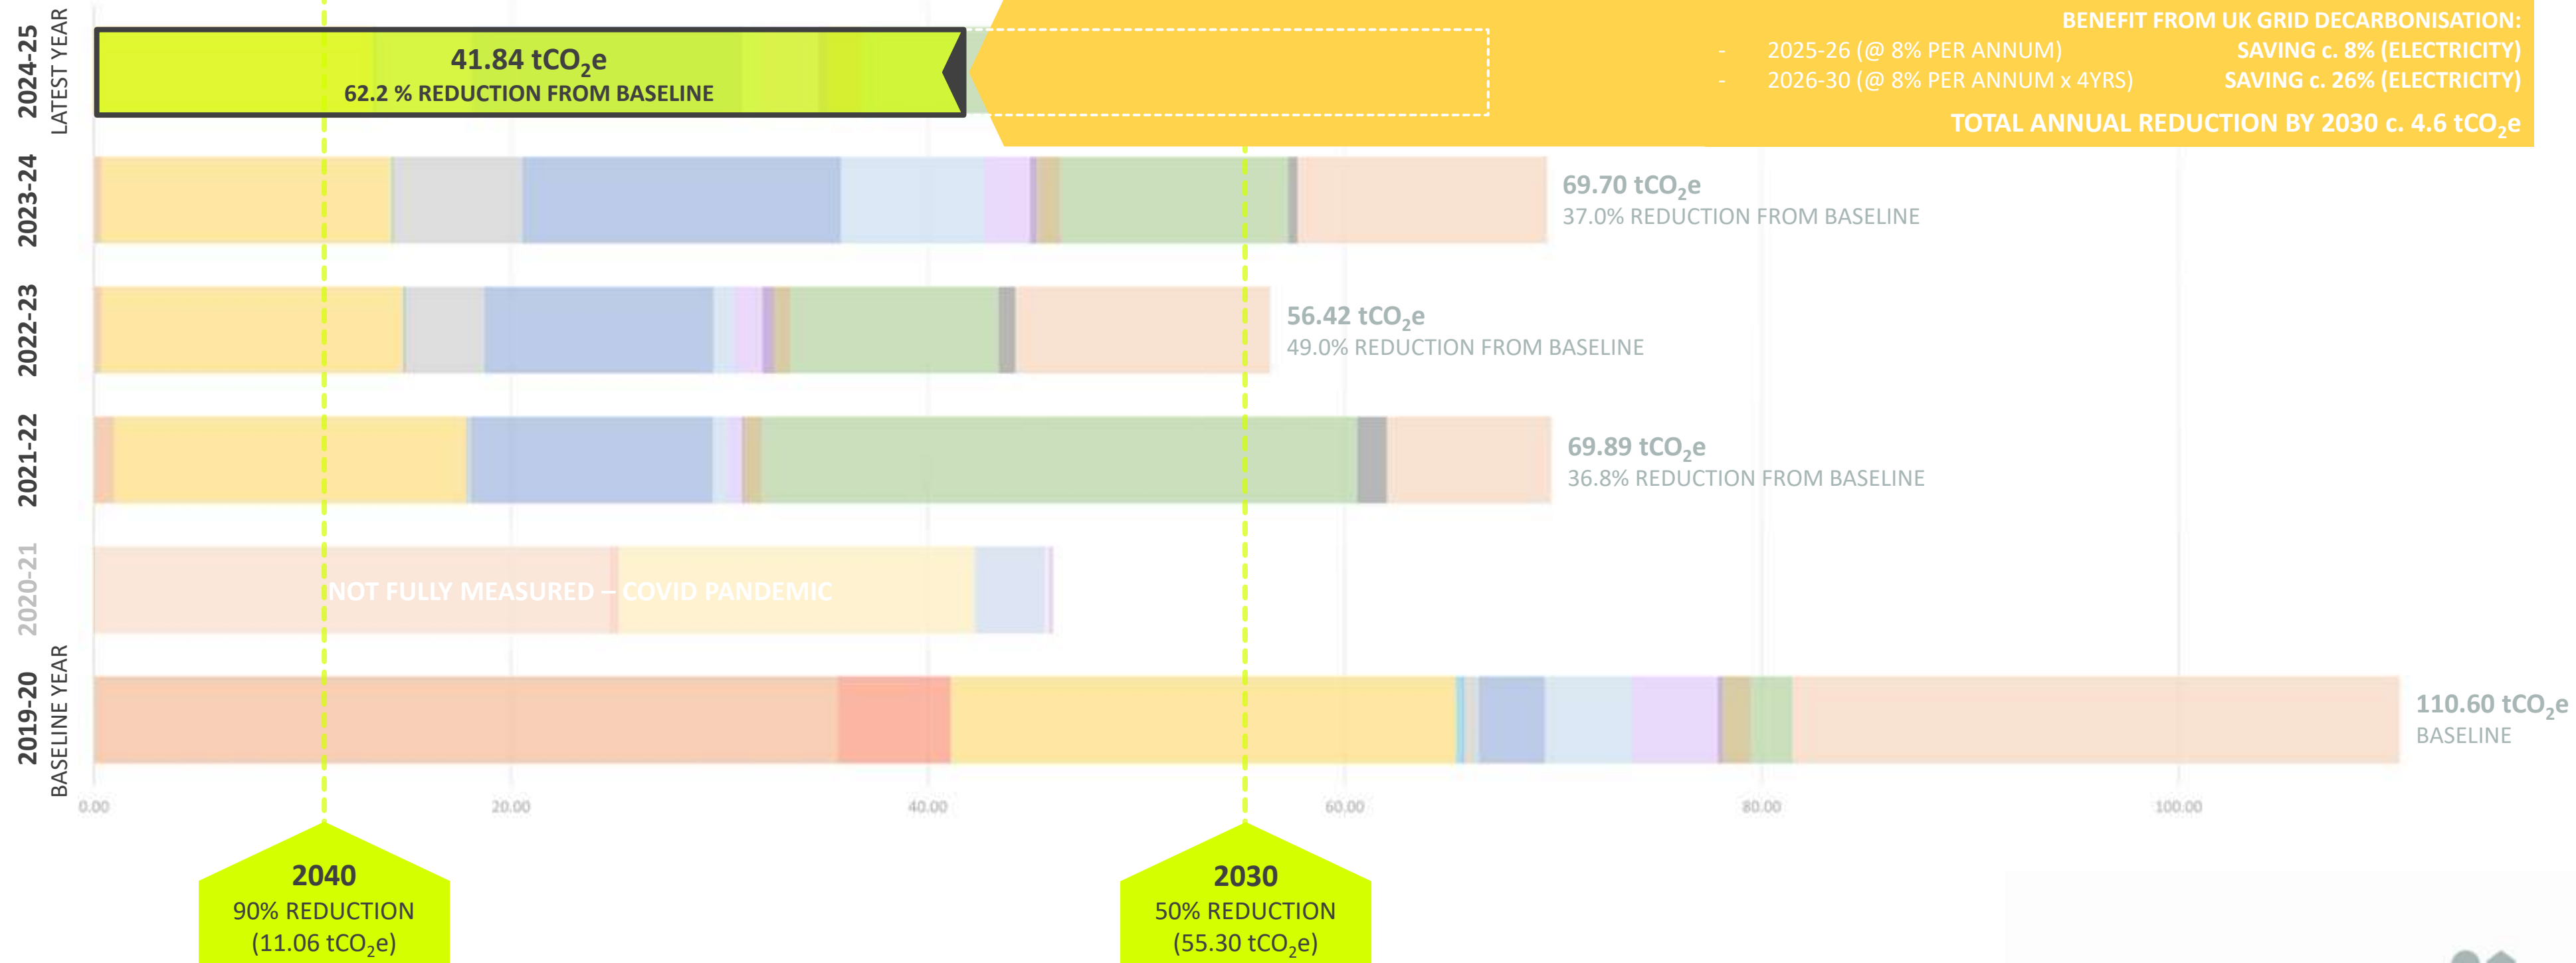 2024-25
LATEST YEAR
41.84 tCO₂e
62.2 % REDUCTION FROM BASELINE
BENEFIT FROM UK GRID DECARBONISATION:
- 2025-26 (@ 8% PER ANNUM) SAVING c. 8% (ELECTRICITY)
- 2026-30 (@ 8% PER ANNUM x 4YRS) SAVING c. 26% (ELECTRICITY)
TOTAL ANNUAL REDUCTION BY 2030 c. 4.6 tCO₂e
2023-24
69.70 tCO₂e
37.0% REDUCTION FROM BASELINE
2022-23
56.42 tCO₂e
49.0% REDUCTION FROM BASELINE
2021-22
69.89 tCO₂e
36.8% REDUCTION FROM BASELINE
2020-21
NOT FULLY MEASURED – COVID PANDEMIC
2019-20
BASELINE YEAR
110.60 tCO₂e
BASELINE
0.00 20.00 40.00 60.00 80.00 100.00
2040
90% REDUCTION
(11.06 tCO₂e)
2030
50% REDUCTION
(55.30 tCO₂e)